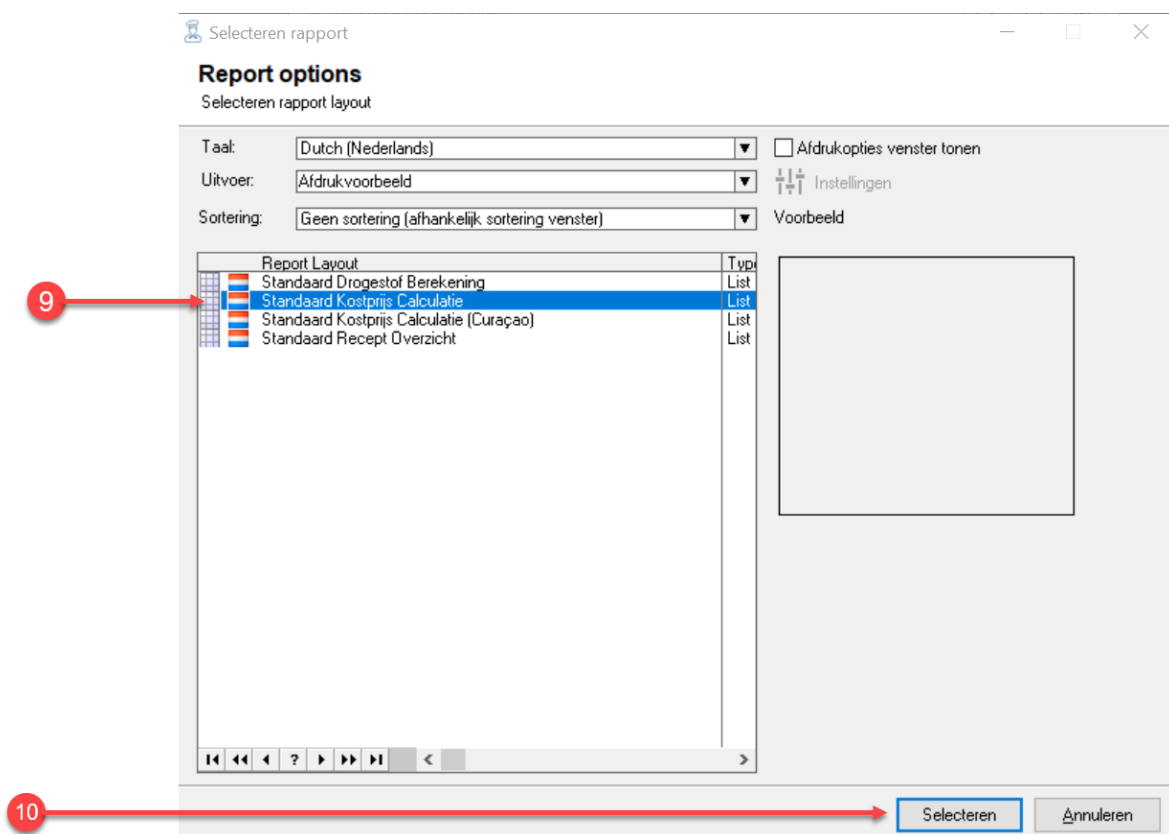 Selecteren rapport
Report options
Selecteren rapport layout
Taal: Dutch (Nederlands) Afdrukopties venster tonen
Uitvoer: Afdrukvoorbeeld Instellingen
Sortering: Geen sortering (afhankelijk sortering venster) Voorbeeld
Report Layout Type
Standaard Drogestof Berekening List
9 Standaard Kostprijs Calculatie List
Standaard Kostprijs Calculatie (Curaçao) List
Standaard Recept Overzicht List
?
10 Selecteren Annuleren